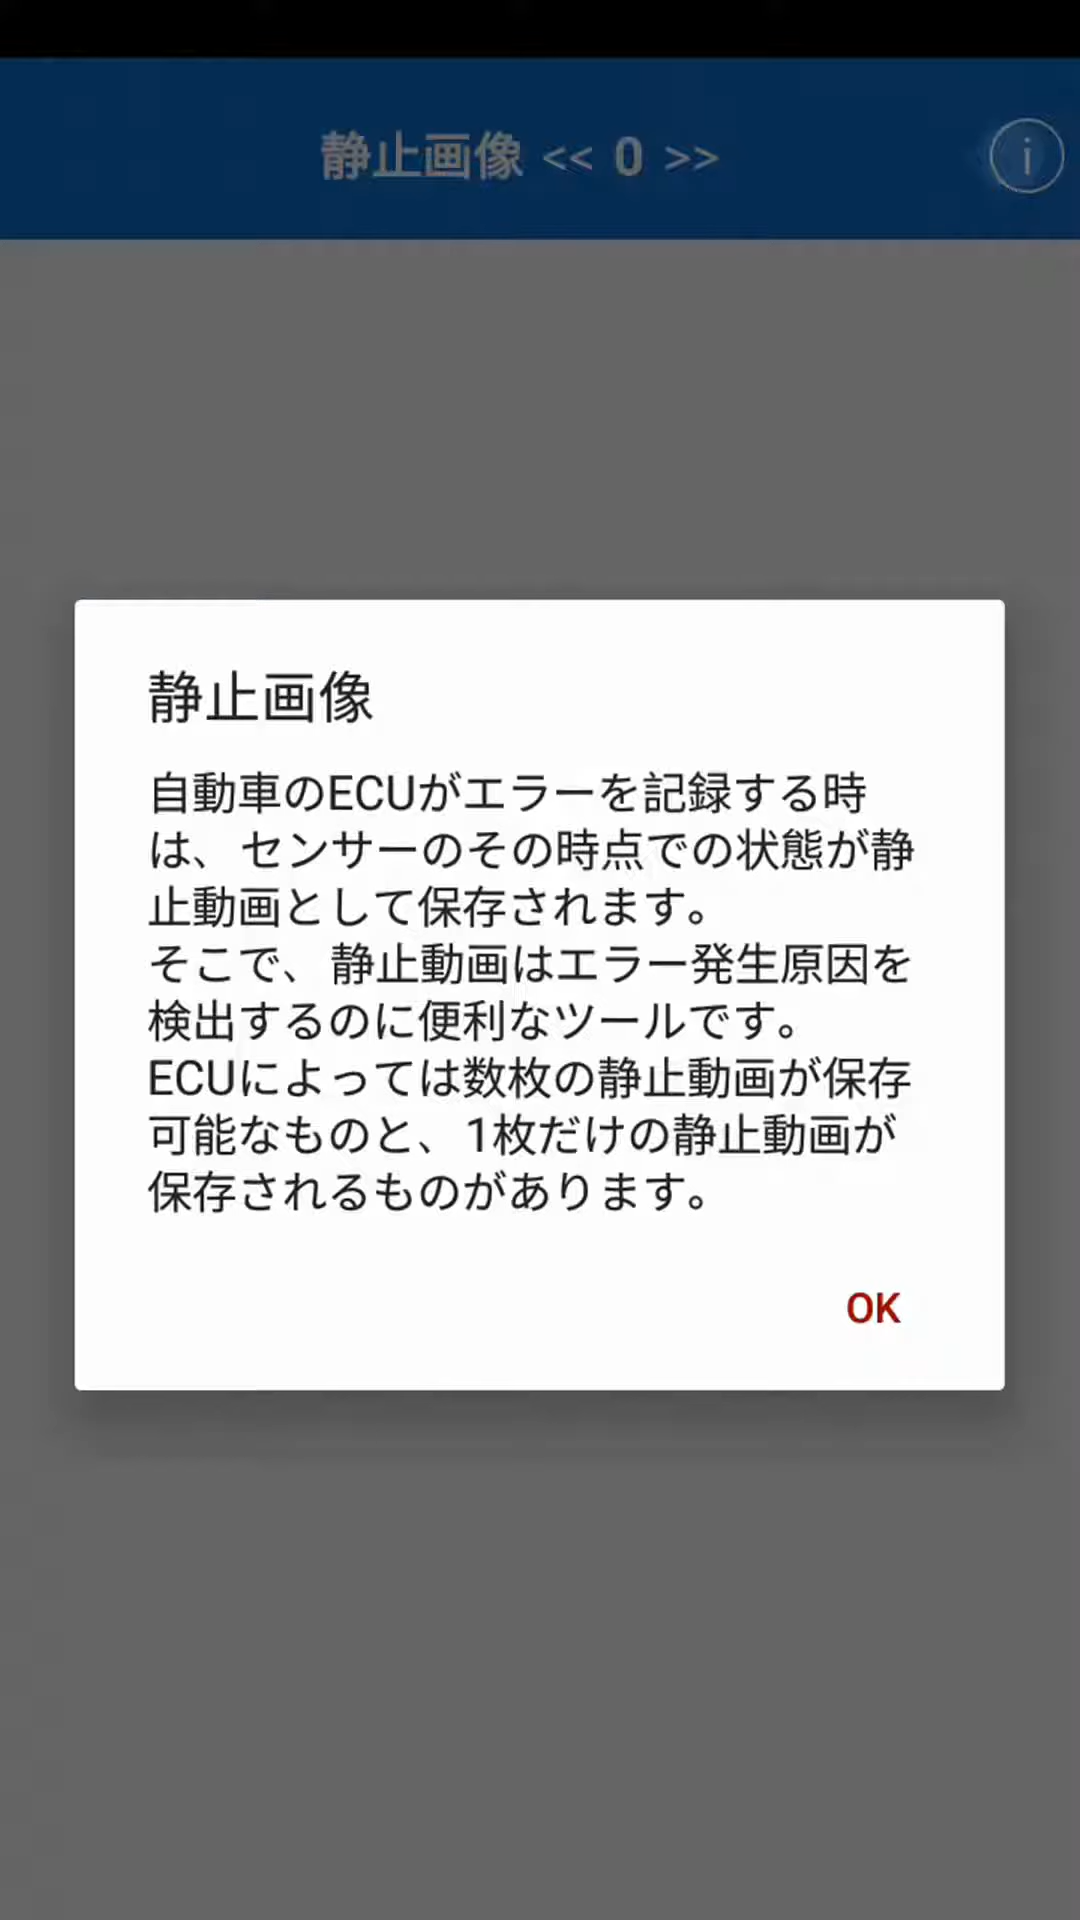 静止画像 << 0 >>
i
静止画像
自動車のECUがエラーを記録する時
は、センサーのその時点での状態が静
止動画として保存されます。
そこで、静止動画はエラー発生原因を
検出するのに便利なツールです。
ECUによっては数枚の静止動画が保存
可能なものと、1枚だけの静止動画が
保存されるものがあります。
OK